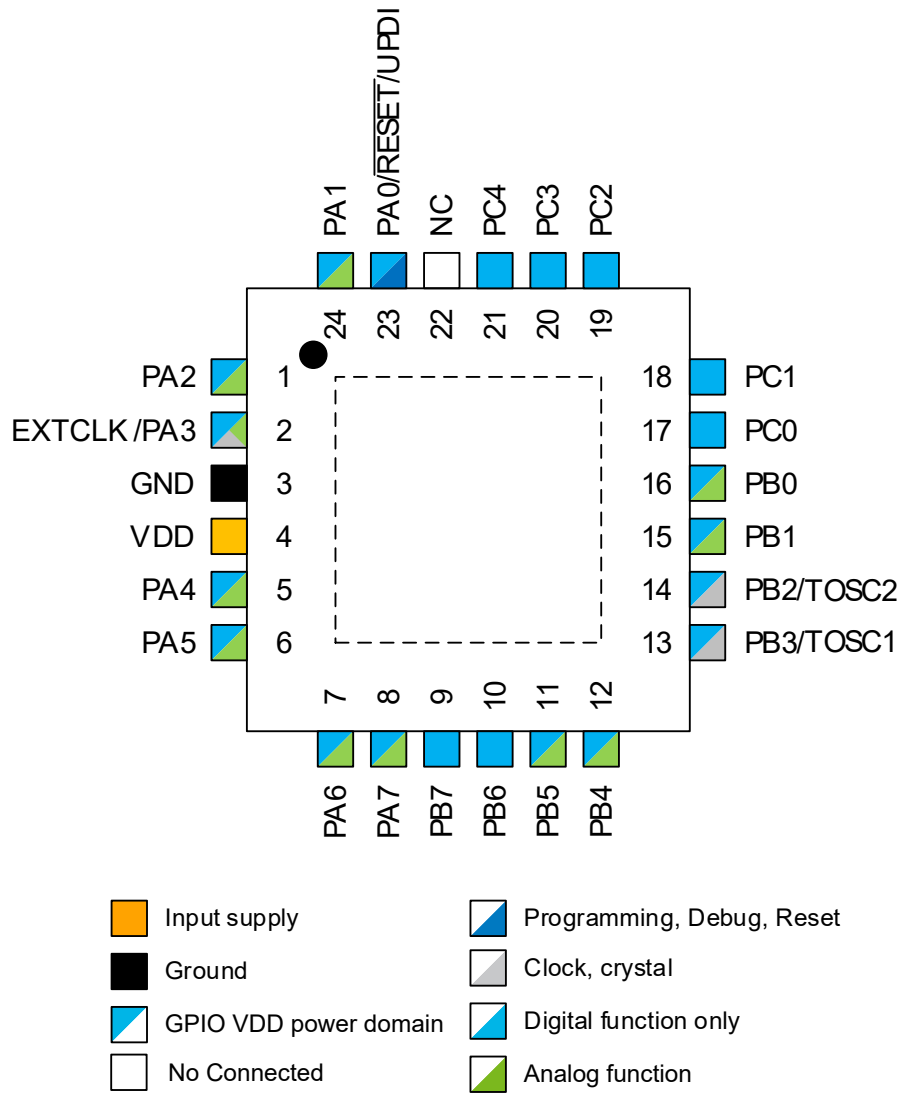 PA1
PA0/RESET/UPDI
NC
PC4
PC3
PC2
24
23
22
21
20
19
PA2 1
EXTCLK/PA3 2
GND 3
VDD 4
PA4 5
PA5 6
18 PC1
17 PC0
16 PB0
15 PB1
14 PB2/TOSC2
13 PB3/TOSC1
7
8
9
10
11
12
PA6
PA7
PB7
PB6
PB5
PB4
Input supply
Ground
GPIO VDD power domain
No Connected
Programming, Debug, Reset
Clock, crystal
Digital function only
Analog function